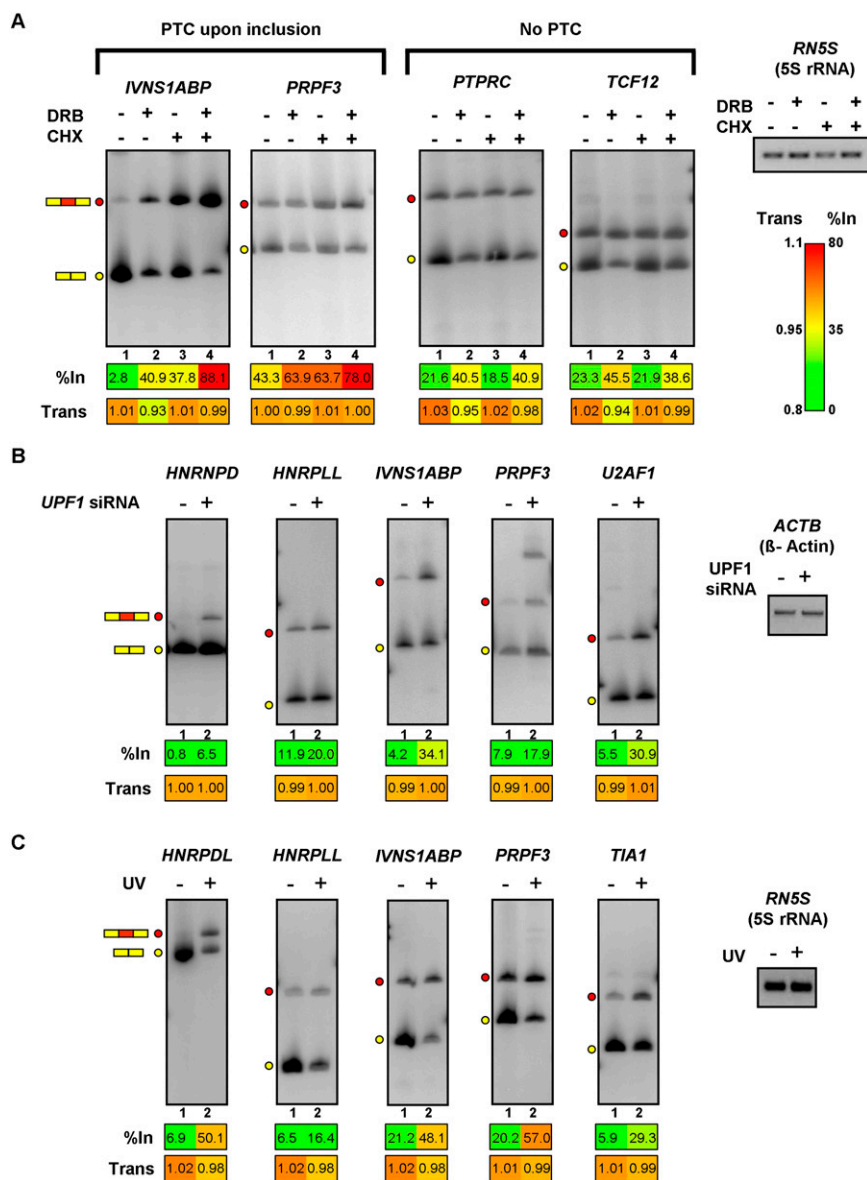 A
PTC upon inclusion
No PTC
IVNS1ABP PRPF3 PTPRC TCF12
RN5S
(5S rRNA)
DRB - + - + - + - + - + - + - + - +
CHX - - + + - - + + - - + + - - + +
DRB - + - +
CHX - - + +
Trans %In
1.1 80
0.95 35
0.8 0
1 2 3 4 1 2 3 4 1 2 3 4 1 2 3 4
%In 2.8 40.9 37.8 88.1 43.3 63.9 63.7 78.0 21.6 40.5 18.5 40.9 23.3 45.5 21.9 38.6
Trans 1.01 0.93 1.01 0.99 1.00 0.99 1.01 1.00 1.03 0.95 1.02 0.98 1.02 0.94 1.01 0.99
B
HNRNPD HNRPLL IVNS1ABP PRPF3 U2AF1
UPF1 siRNA - + - + - + - + - +
ACTB
(ß- Actin)
UPF1
siRNA - +
1 2 1 2 1 2 1 2 1 2
%In 0.8 6.5 11.9 20.0 4.2 34.1 7.9 17.9 5.5 30.9
Trans 1.00 1.00 0.99 1.00 0.99 1.00 0.99 1.00 0.99 1.01
C
HNRPDL HNRPLL IVNS1ABP PRPF3 TIA1
UV - + - + - + - + - +
RN5S
(5S rRNA)
UV - +
1 2 1 2 1 2 1 2 1 2
%In 6.9 50.1 6.5 16.4 21.2 48.1 20.2 57.0 5.9 29.3
Trans 1.02 0.98 1.02 0.98 1.02 0.98 1.01 0.99 1.01 0.99